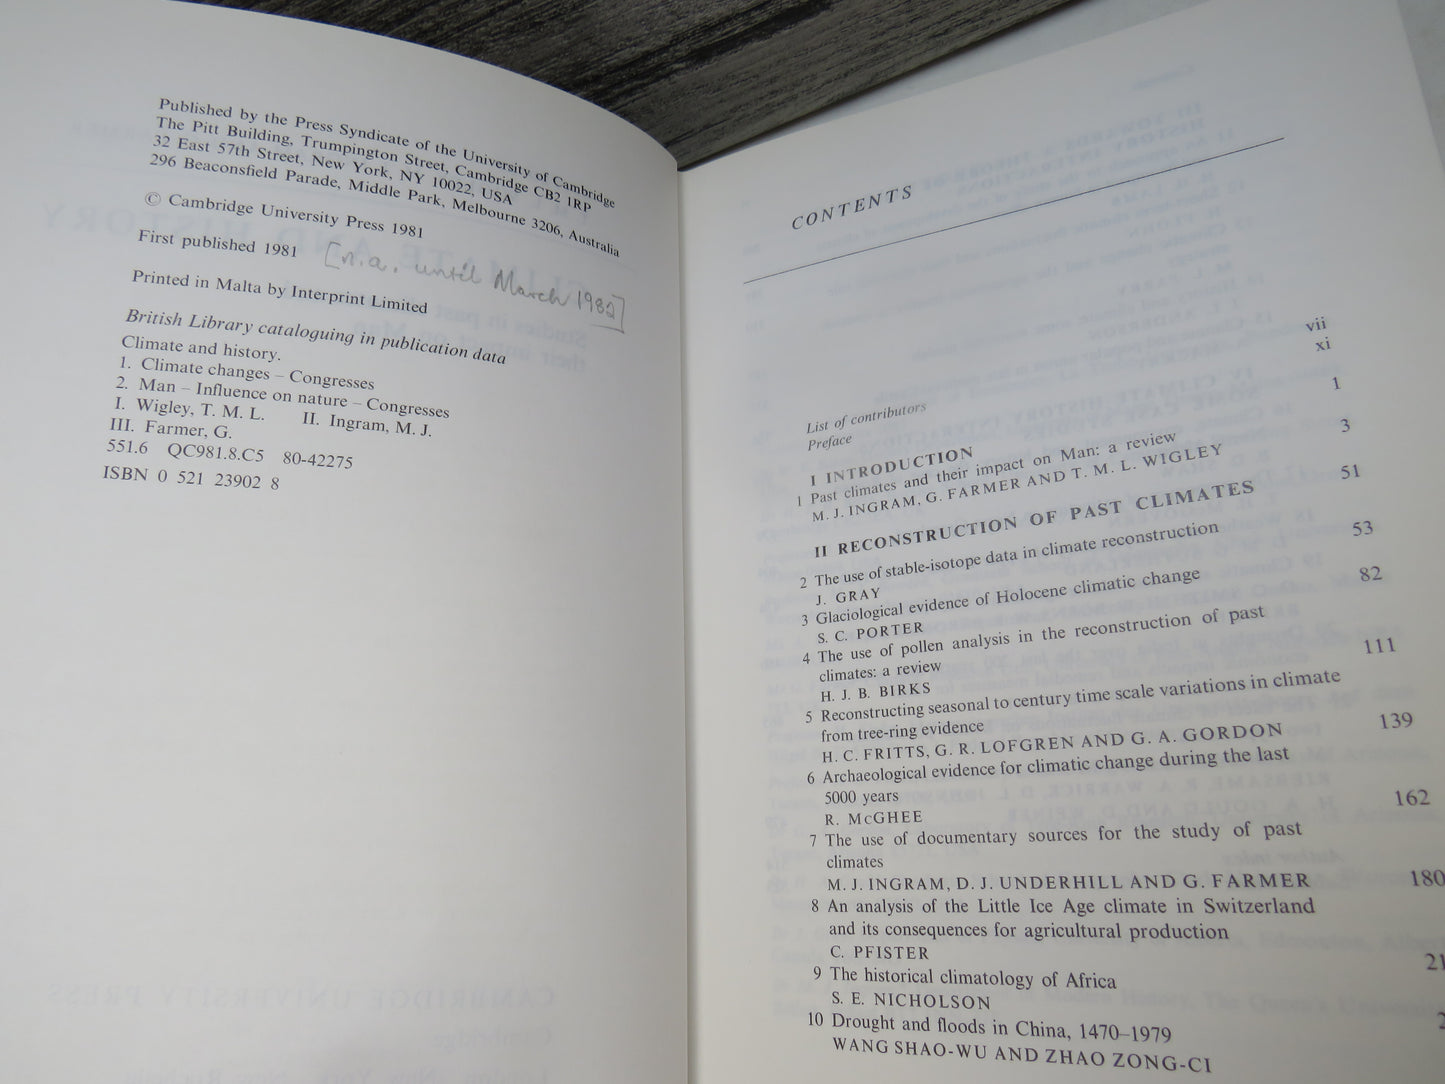 Published by the Press Syndicate of the University of Cambridge
The Pitt Building, Trumpington Street, Cambridge CB2 1RP
32 East 57th Street, New York, NY 10022, USA
296 Beaconsfield Parade, Middle Park, Melbourne 3206, Australia
© Cambridge University Press 1981
First published 1981
[n.a. until March 1982]
Printed in Malta by Interprint Limited
British Library cataloguing in publication data
Climate and history.
1. Climate changes – Congresses
2. Man – Influence on nature – Congresses
I. Wigley, T. M. L. II. Ingram, M. J.
III. Farmer, G.
551.6 QC981.8.C5 80-42275
ISBN 0 521 23902 8
CONTENTS
List of contributors vii
Preface xi
I INTRODUCTION 1
1 Past climates and their impact on Man: a review 3
M. J. INGRAM, G. FARMER AND T. M. L. WIGLEY
II RECONSTRUCTION OF PAST CLIMATES 51
2 The use of stable-isotope data in climate reconstruction 53
J. GRAY
3 Glaciological evidence of Holocene climatic change 82
S. C. PORTER
4 The use of pollen analysis in the reconstruction of past
climates: a review 111
H. J. B. BIRKS
5 Reconstructing seasonal to century time scale variations in climate
from tree-ring evidence 139
H. C. FRITTS, G. R. LOFGREN AND G. A. GORDON
6 Archaeological evidence for climatic change during the last
5000 years 162
R. McGHEE
7 The use of documentary sources for the study of past
climates 180
M. J. INGRAM, D. J. UNDERHILL AND G. FARMER
8 An analysis of the Little Ice Age climate in Switzerland
and its consequences for agricultural production
C. PFISTER
9 The historical climatology of Africa
S. E. NICHOLSON
10 Drought and floods in China, 1470–1979
WANG SHAO-WU AND ZHAO ZONG-CI